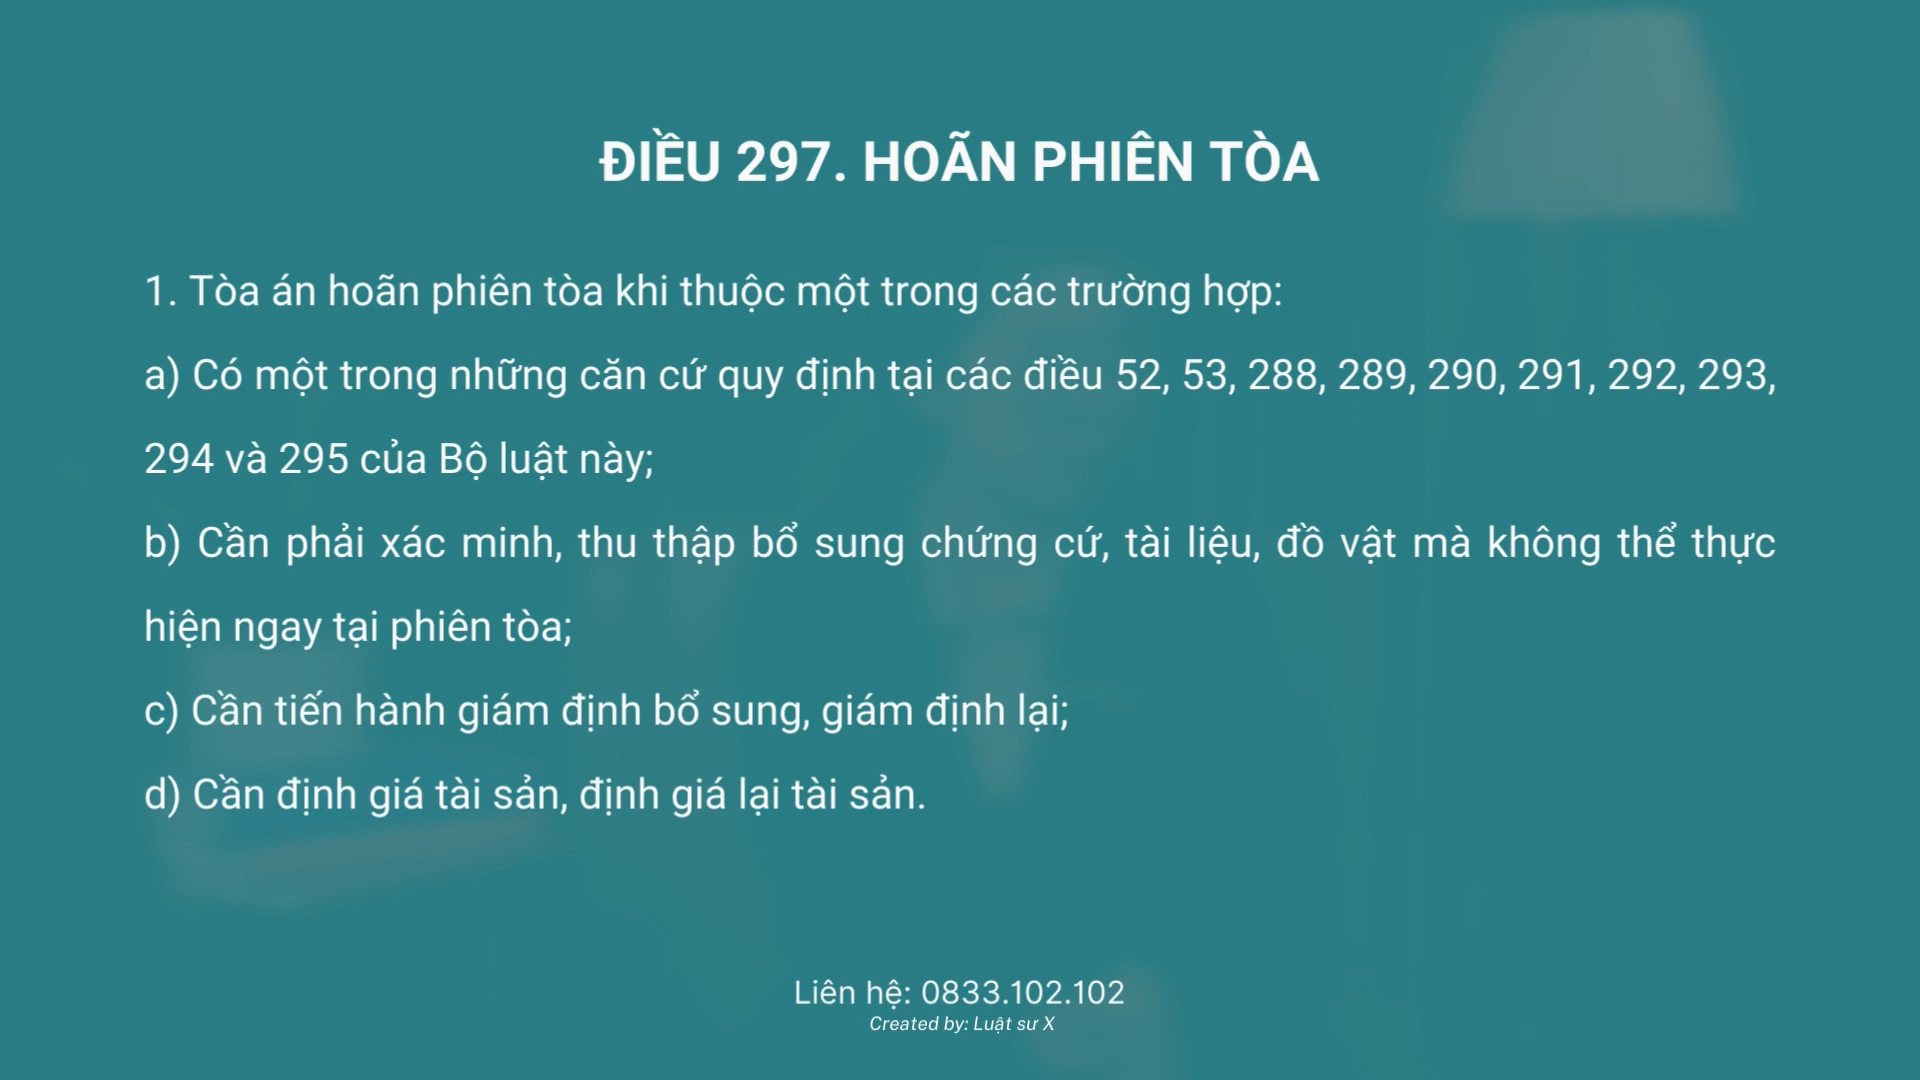 ĐIỀU 297. HOÃN PHIÊN TÒA
1. Tòa án hoãn phiên tòa khi thuộc một trong các trường hợp:
a) Có một trong những căn cứ quy định tại các điều 52, 53, 288, 289, 290, 291, 292, 293,
294 và 295 của Bộ luật này;
b) Cần phải xác minh, thu thập bổ sung chứng cứ, tài liệu, đồ vật mà không thể thực
hiện ngay tại phiên tòa;
c) Cần tiến hành giám định bổ sung, giám định lại;
d) Cần định giá tài sản, định giá lại tài sản.
Liên hệ: 0833.102.102
Created by: Luật sư X